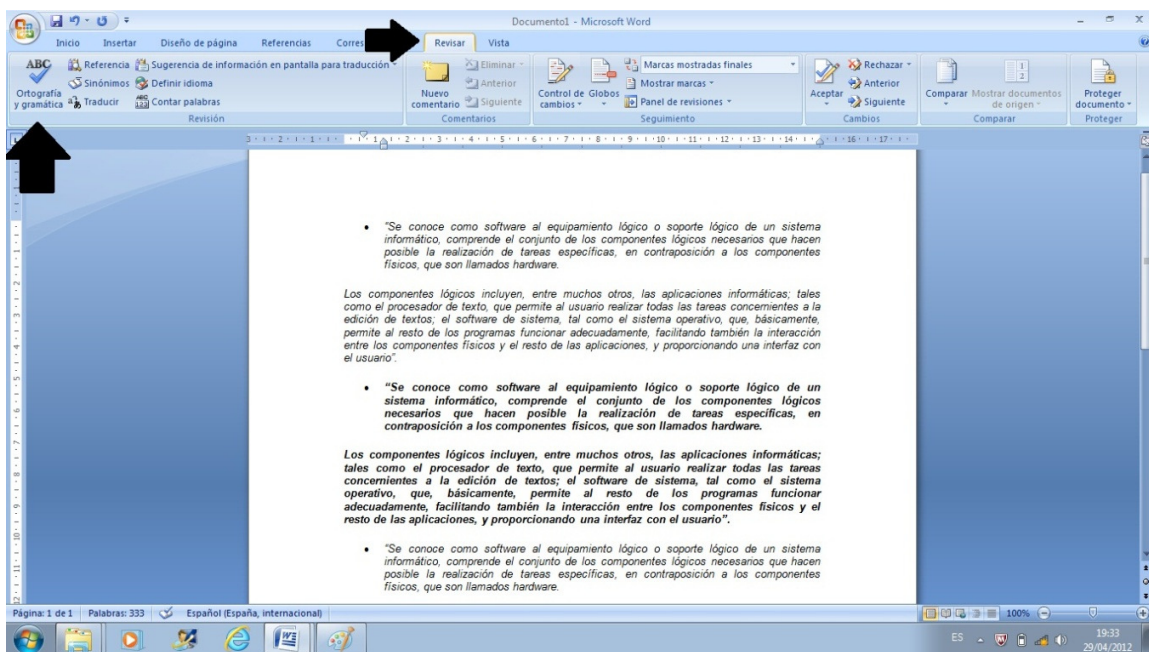 Documento1 - Microsoft Word
Inicio Insertar Diseño de página Referencias Revisar Vista
ABC
Ortografía y gramática
Referencia
Sinónimos
Traducir
Sugerencia de información en pantalla para traducción
Definir idioma
Contar palabras
Revisión
Nuevo comentario
Eliminar
Anterior
Siguiente
Comentarios
Control de cambios
Globos
Marcas mostradas finales
Mostrar marcas
Panel de revisiones
Seguimiento
Aceptar
Rechazar
Anterior
Siguiente
Cambios
Comparar
Mostrar documentos de origen
Comparar
Proteger documento
Proteger
• "Se conoce como software al equipamiento lógico o soporte lógico de un sistema
informático, comprende el conjunto de los componentes lógicos necesarios que hacen
posible la realización de tareas específicas, en contraposición a los componentes
físicos, que son llamados hardware.
Los componentes lógicos incluyen, entre muchos otros, las aplicaciones informáticas; tales
como el procesador de texto, que permite al usuario realizar todas las tareas concernientes a la
edición de textos; el software de sistema, tal como el sistema operativo, que, básicamente,
permite al resto de los programas funcionar adecuadamente, facilitando también la interacción
entre los componentes físicos y el resto de las aplicaciones, y proporcionando una interfaz con
el usuario".
• "Se conoce como software al equipamiento lógico o soporte lógico de un
sistema informático, comprende el conjunto de los componentes lógicos
necesarios que hacen posible la realización de tareas específicas, en
contraposición a los componentes físicos, que son llamados hardware.
Los componentes lógicos incluyen, entre muchos otros, las aplicaciones informáticas;
tales como el procesador de texto, que permite al usuario realizar todas las tareas
concernientes a la edición de textos; el software de sistema, tal como el sistema
operativo, que, básicamente, permite al resto de los programas funcionar
adecuadamente, facilitando también la interacción entre los componentes físicos y el
resto de las aplicaciones, y proporcionando una interfaz con el usuario".
• "Se conoce como software al equipamiento lógico o soporte lógico de un sistema
informático, comprende el conjunto de los componentes lógicos necesarios que hacen
posible la realización de tareas específicas, en contraposición a los componentes
físicos, que son llamados hardware.
Página: 1 de 1 Palabras: 333 Español (España, internacional) 100%
ES 19:33
29/04/2012